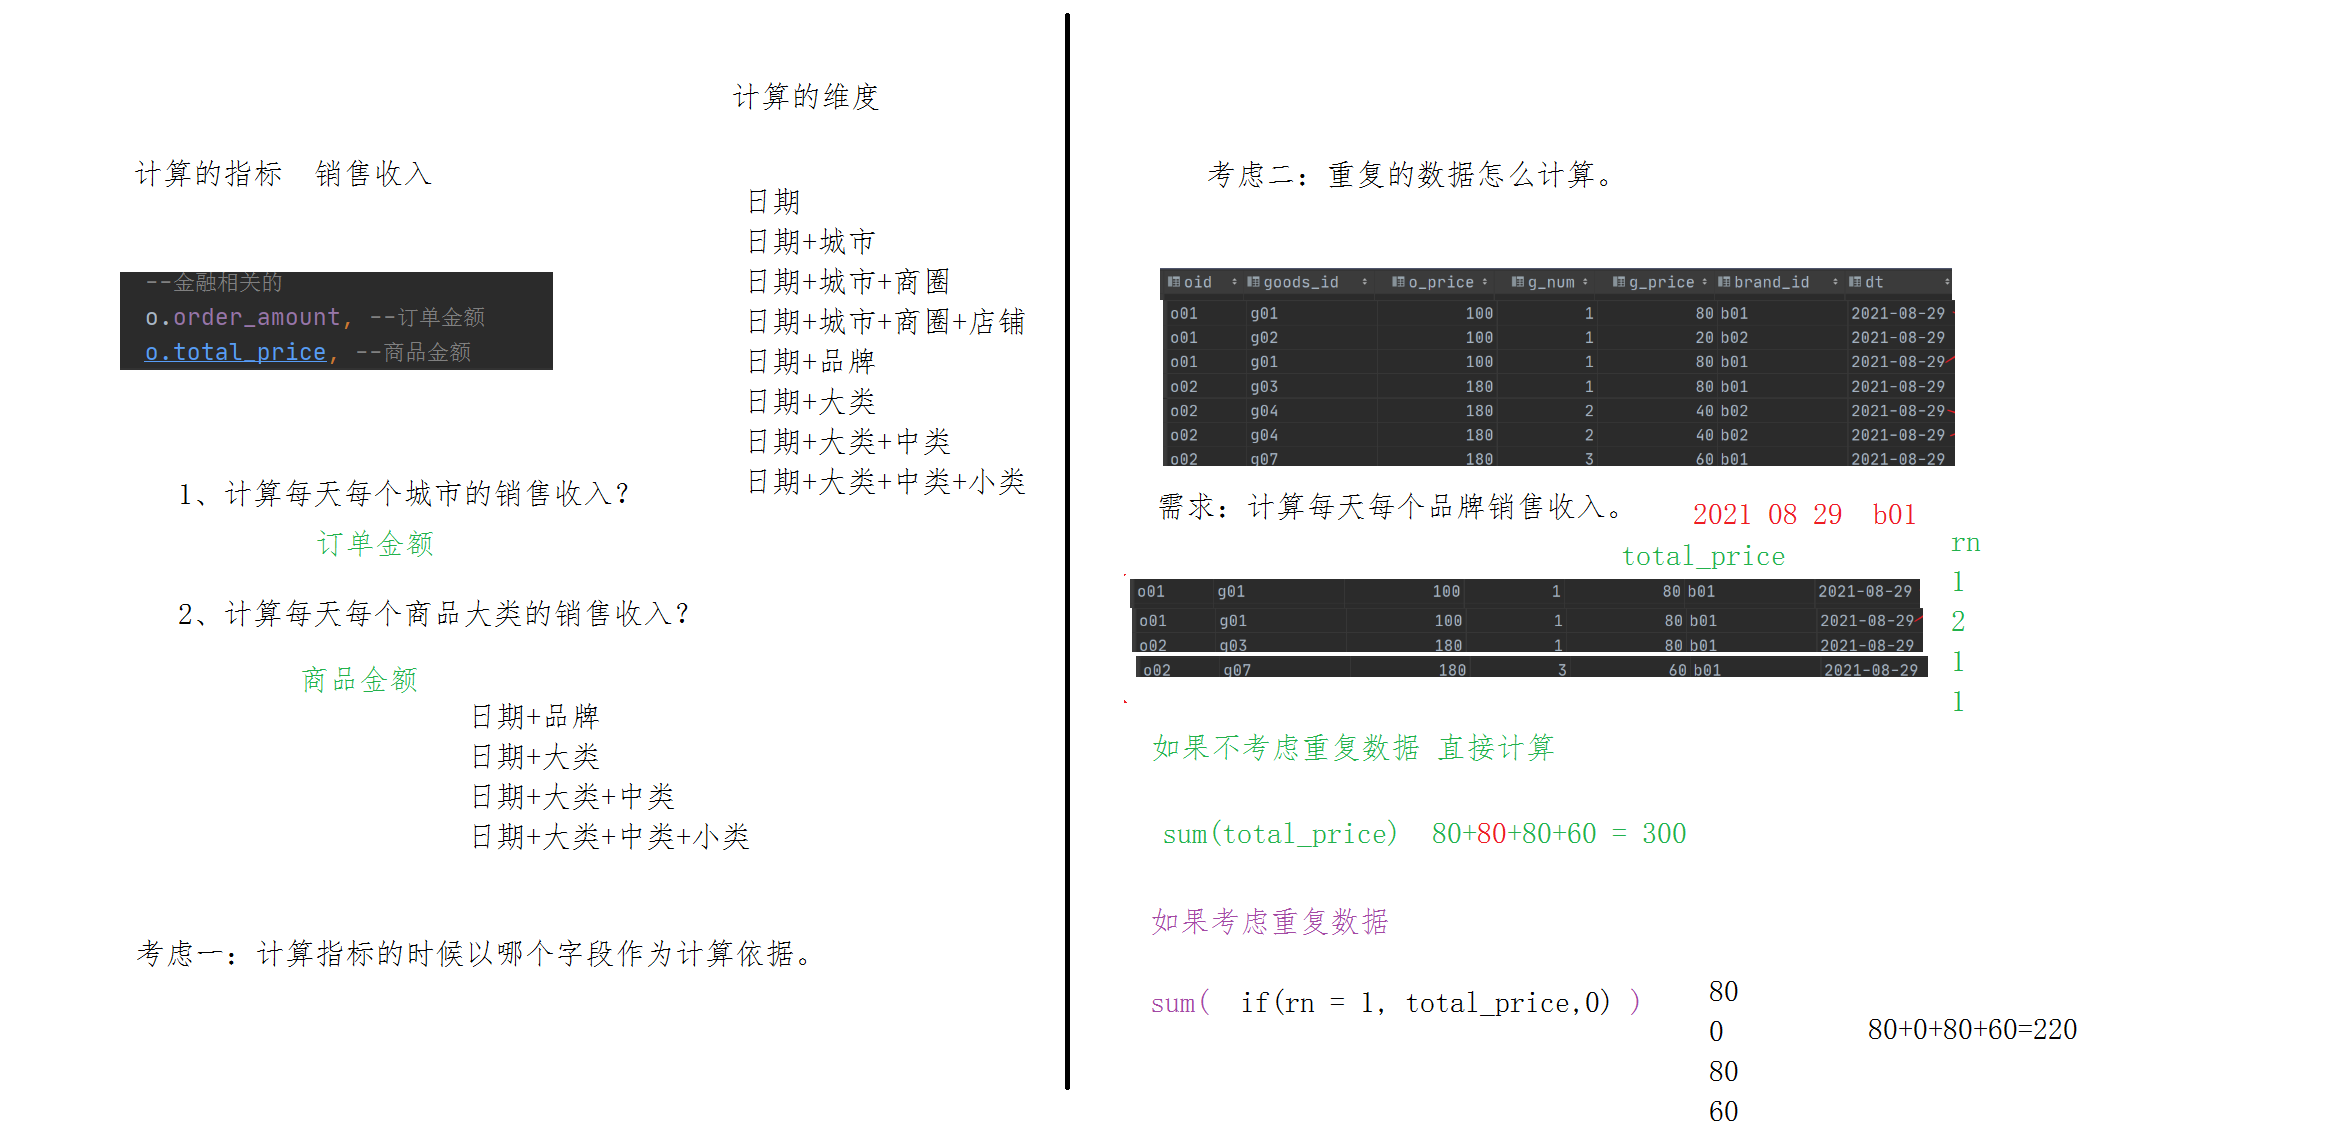 计算的维度
计算的指标  销售收入
日期
日期+城市
日期+城市+商圈
日期+城市+商圈+店铺
日期+品牌
日期+大类
日期+大类+中类
日期+大类+中类+小类
--金融相关的
o.order_amount, --订单金额
o.total_price, --商品金额
1、计算每天每个城市的销售收入?
订单金额
2、计算每天每个商品大类的销售收入?
商品金额
日期+品牌
日期+大类
日期+大类+中类
日期+大类+中类+小类
考虑一: 计算指标的时候以哪个字段作为计算依据。
考虑二: 重复的数据怎么计算。
oid goods_id o_price g_num g_price brand_id dt
o01 g01 100 1 80 b01 2021-08-29
o01 g02 100 1 20 b02 2021-08-29
o01 g01 100 1 80 b01 2021-08-29
o02 g03 180 1 80 b01 2021-08-29
o02 g04 180 2 40 b02 2021-08-29
o02 g04 180 2 40 b02 2021-08-29
o02 g07 180 3 60 b01 2021-08-29
需求: 计算每天每个品牌销售收入。
2021 08 29  b01
total_price
rn
o01 g01 100 1 80 b01 2021-08-29 1
o01 g01 100 1 80 b01 2021-08-29 2
o02 g03 180 1 80 b01 2021-08-29 1
o02 g07 180 3 60 b01 2021-08-29 1
如果不考虑重复数据 直接计算
sum(total_price)  80+80+80+60 = 300
如果考虑重复数据
sum(  if(rn = 1, total_price,0) )
80
0
80
60
80+0+80+60=220